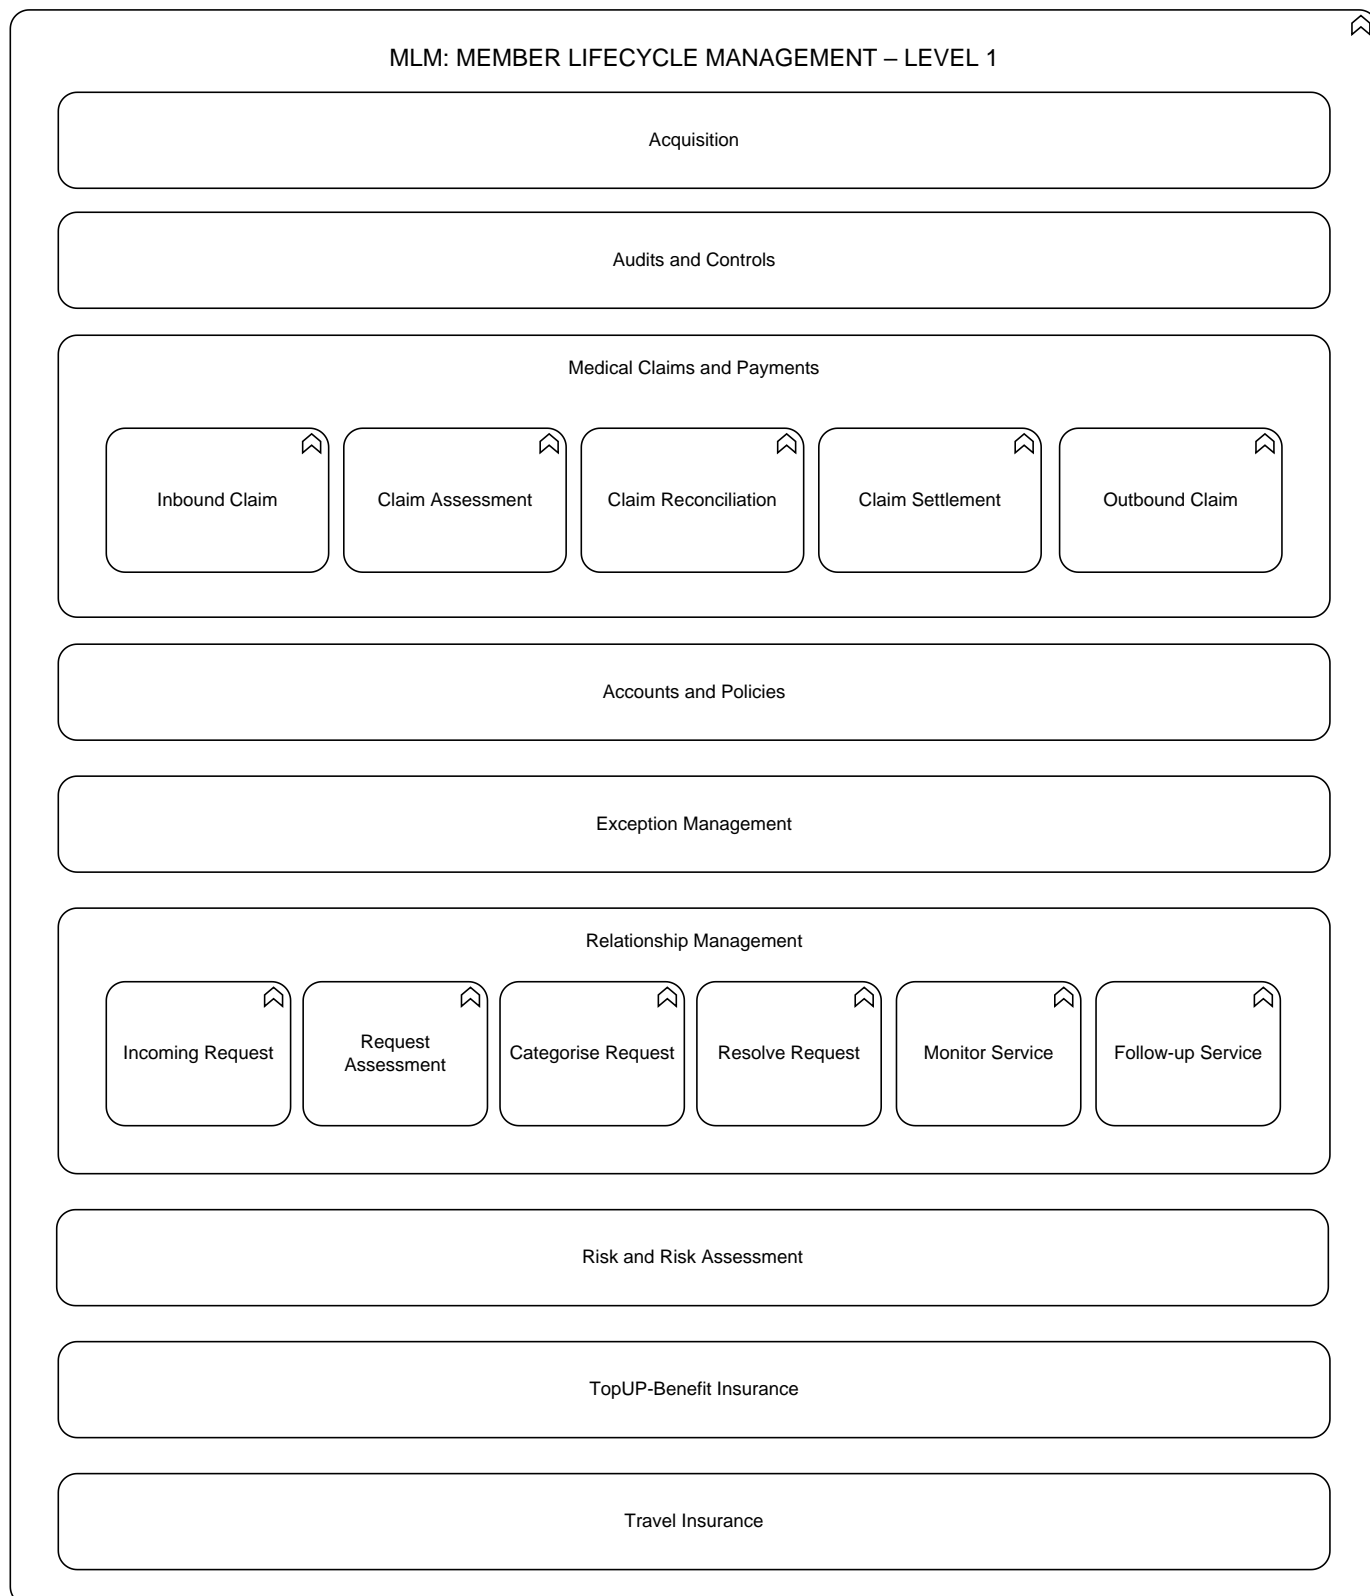 MLM: MEMBER LIFECYCLE MANAGEMENT – LEVEL 1
Acquisition
Audits and Controls
Medical Claims and Payments
Inbound Claim
Claim Assessment
Claim Reconciliation
Claim Settlement
Outbound Claim
Accounts and Policies
Exception Management
Relationship Management
Incoming Request
Request
Assessment
Categorise Request
Resolve Request
Monitor Service
Follow-up Service
Risk and Risk Assessment
TopUP-Benefit Insurance
Travel Insurance